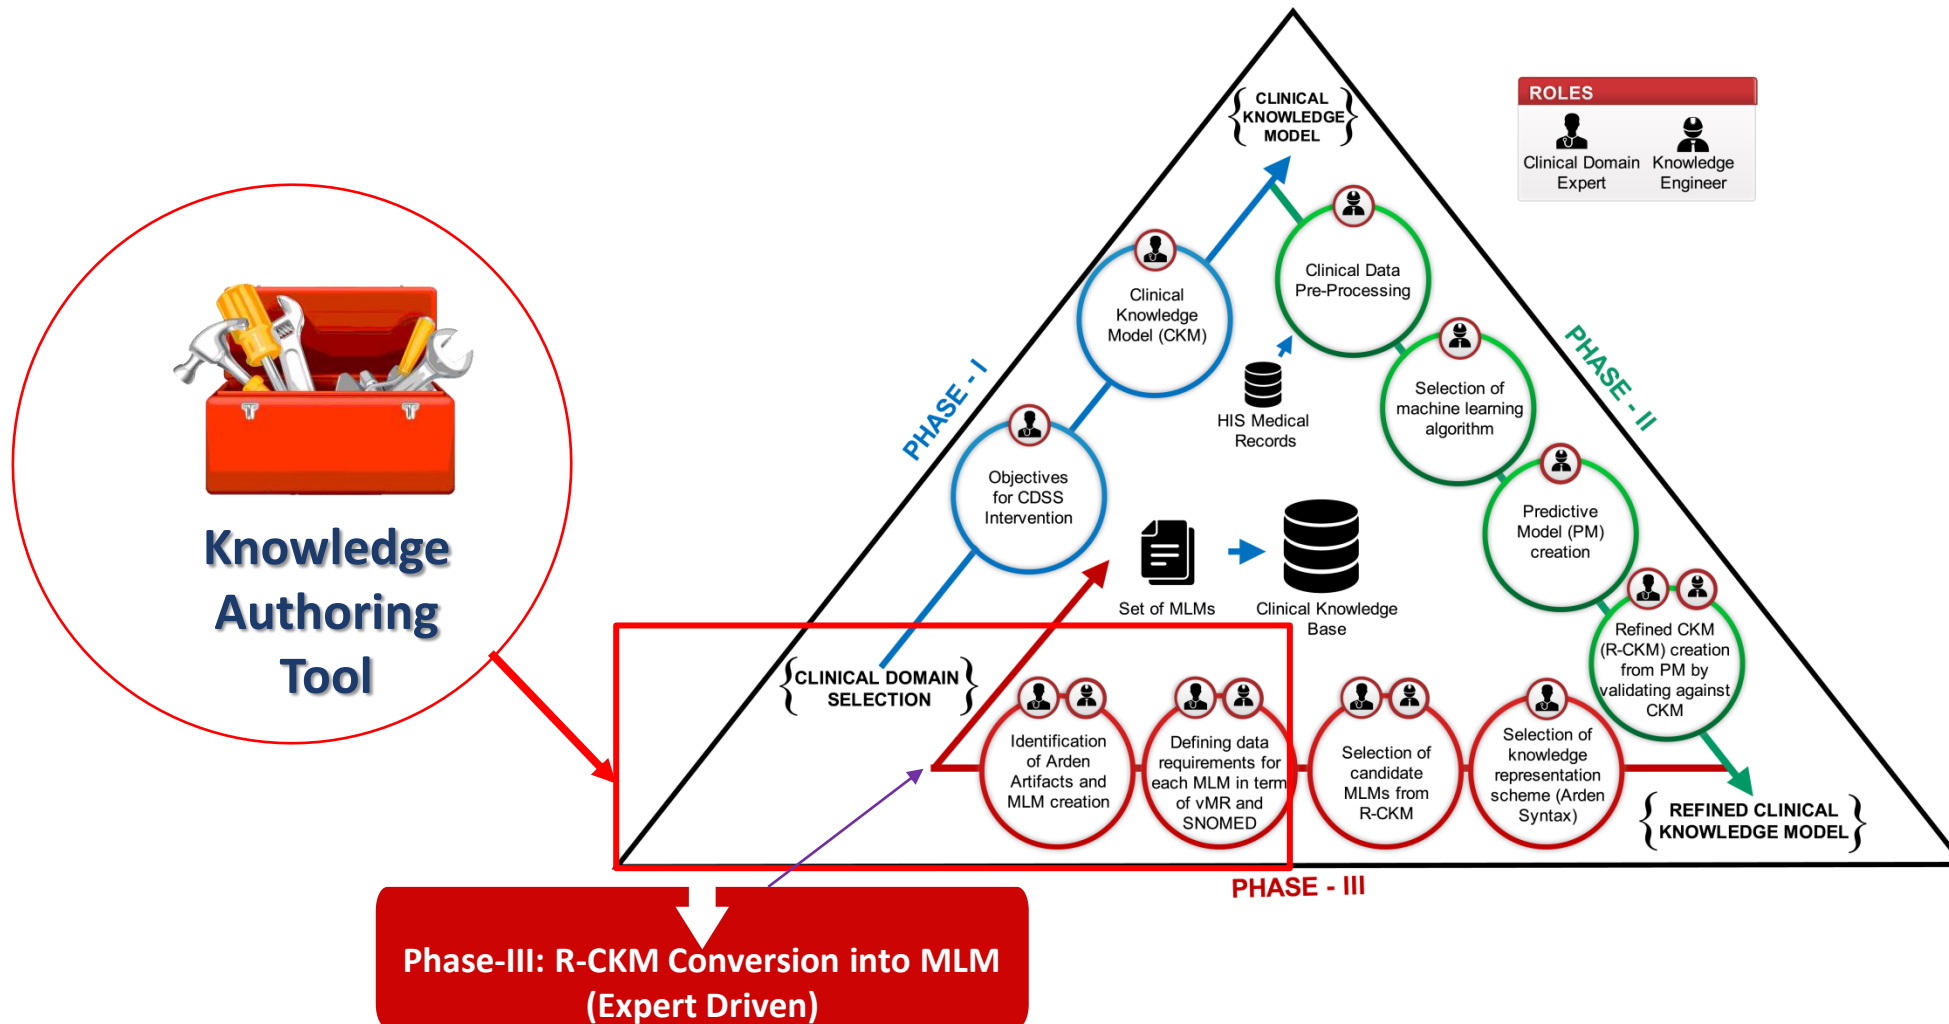 Knowledge
Authoring
Tool
PHASE - I
CLINICAL
KNOWLEDGE
MODEL
ROLES
Clinical Domain
Expert
Knowledge
Engineer
Clinical
Knowledge
Model (CKM)
Objectives
for CDSS
Intervention
CLINICAL DOMAIN
SELECTION
PHASE - II
Clinical Data
Pre-Processing
HIS Medical
Records
Selection of
machine learning
algorithm
Predictive
Model (PM)
creation
Refined CKM
(R-CKM) creation
from PM by
validating against
CKM
Set of MLMs
Clinical Knowledge
Base
Identification
of Arden
Artifacts and
MLM creation
Defining data
requirements for
each MLM in term
of vMR and
SNOMED
Selection of
candidate
MLMs from
R-CKM
Selection of
knowledge
representation
scheme (Arden
Syntax)
REFINED CLINICAL
KNOWLEDGE MODEL
PHASE - III
Phase-III: R-CKM Conversion into MLM
(Expert Driven)